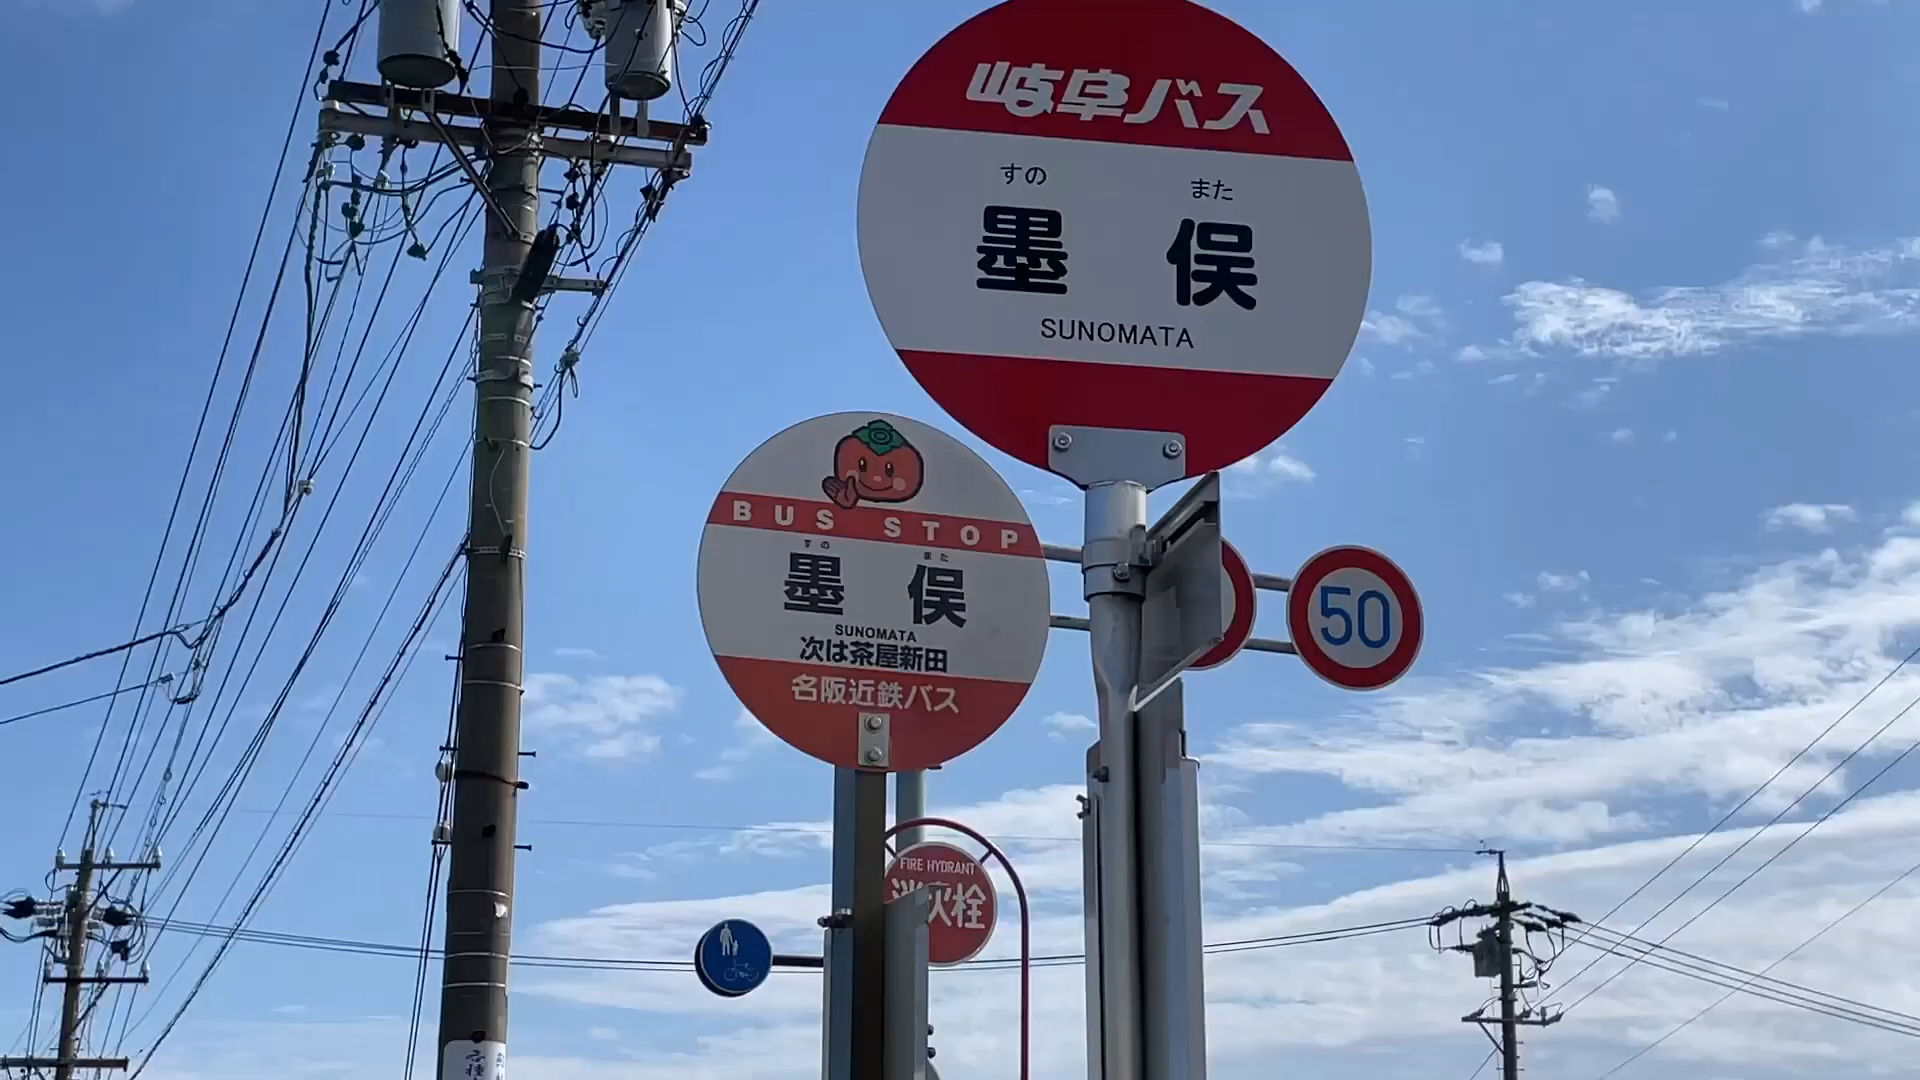 岐阜バス
すの また
墨 俣
SUNOMATA
BUS STOP
すの また
墨 俣
SUNOMATA
次は茶屋新田
名阪近鉄バス
50
FIRE HYDRANT
消火栓
各種